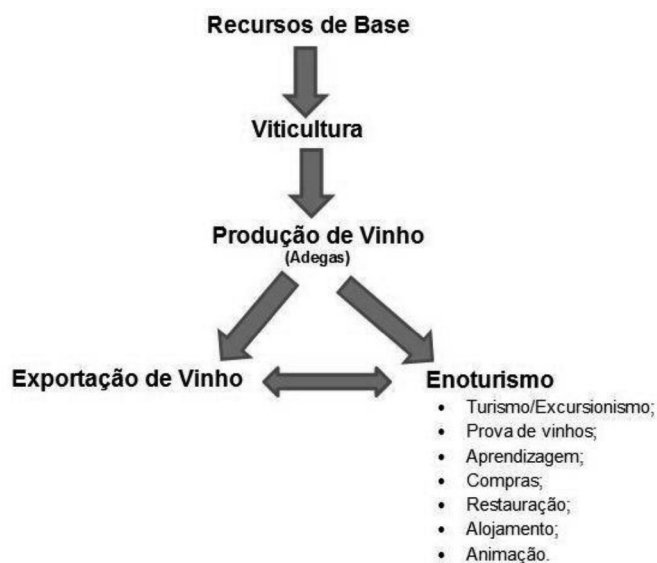 Recursos de Base
Viticultura
Produção de Vinho
(Adegas)
Exportação de Vinho
Enoturismo
• Turismo/Excursionismo;
• Prova de vinhos;
• Aprendizagem;
• Compras;
• Restauração;
• Alojamento;
• Animação.